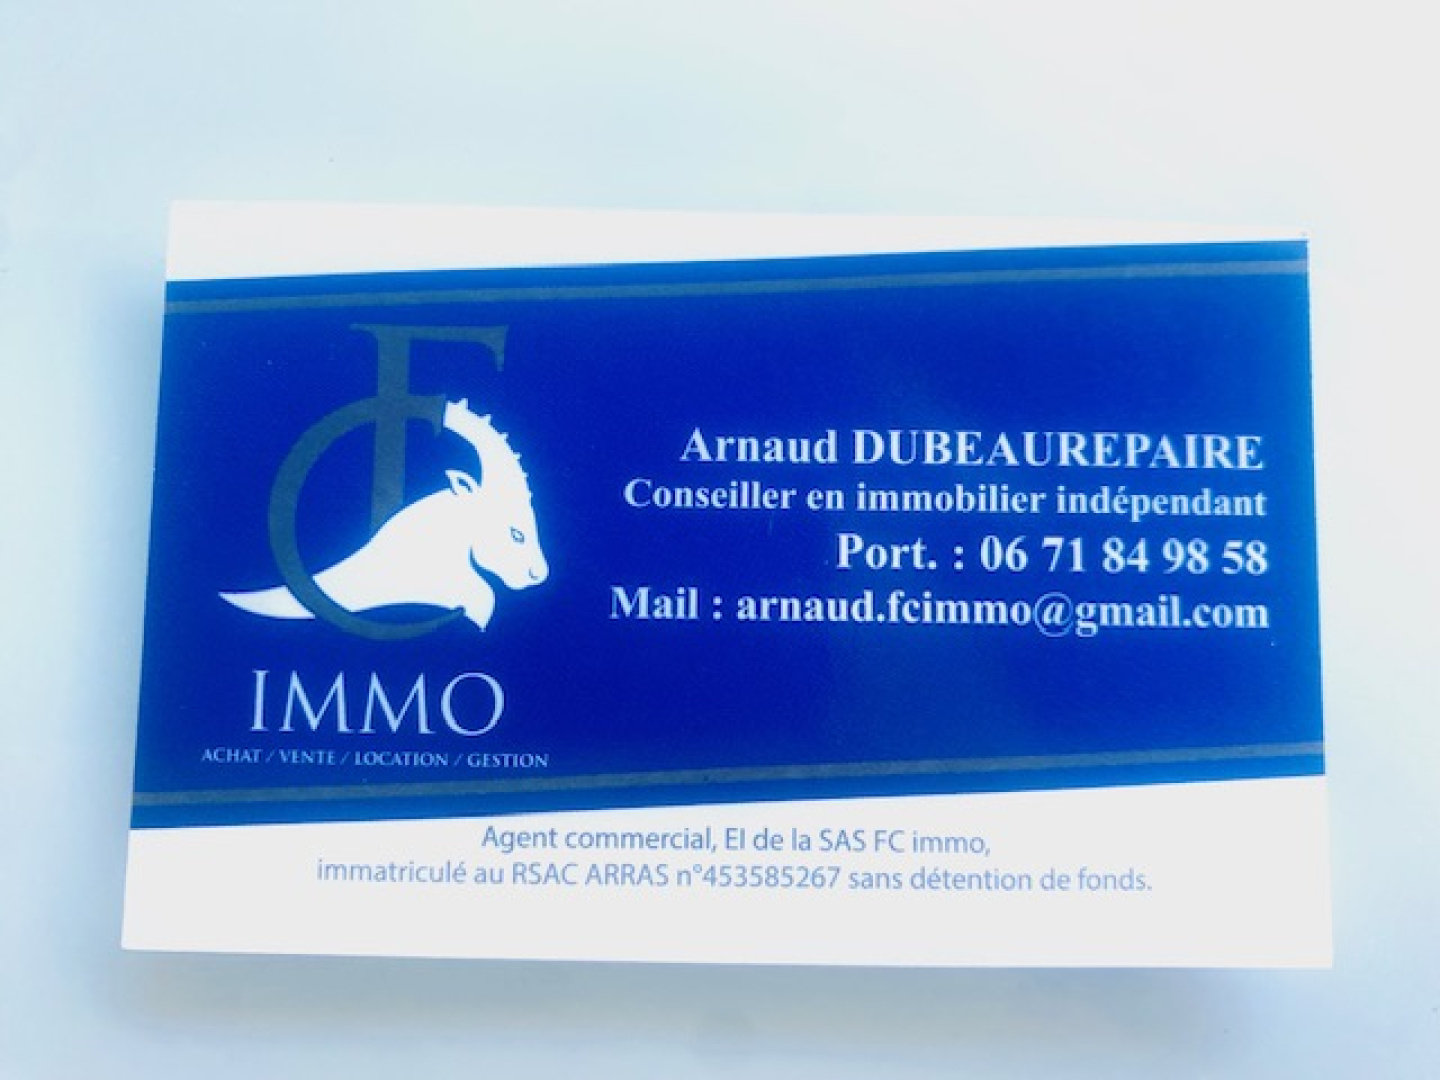 FC
IMMO
ACHAT / VENTE / LOCATION / GESTION
Arnaud DUBEAUREPAIRE
Conseiller en immobilier indépendant
Port. : 06 71 84 98 58
Mail : arnaud.fcimmo@gmail.com
Agent commercial, EI de la SAS FC immo,
immatriculé au RSAC ARRAS n°453585267 sans détention de fonds.